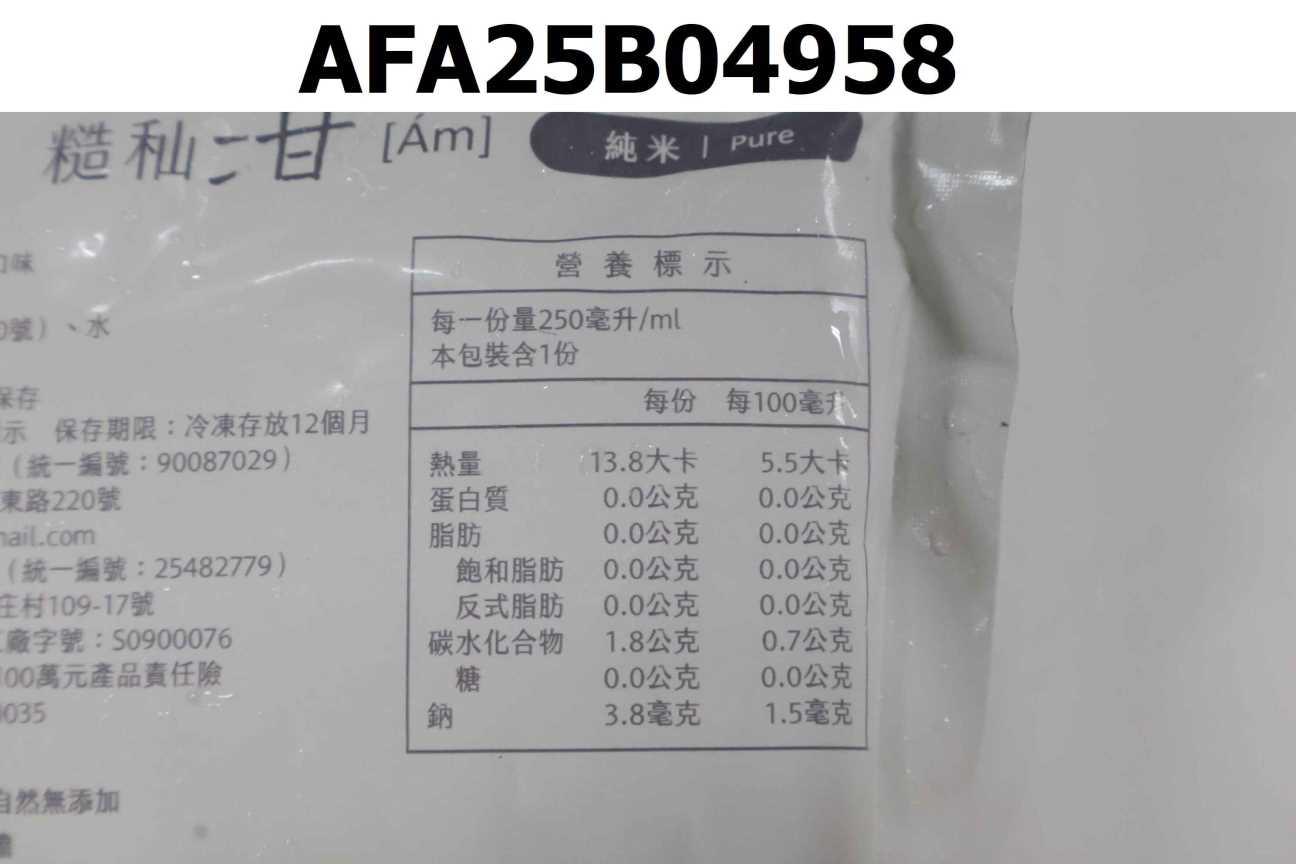 AFA25B04958
糙秈 甘 [Ám] 純米 | Pure
口味
號）、水
保存
示 保存期限：冷凍存放12個月
（統一編號：90087029）
東路220號
ail.com
（統一編號：25482779）
庄村109-17號
廠字號：S0900076
00萬元產品責任險
0035
自然無添加
營養標示
每一份量250毫升/ml
本包裝含1份
每份 每100毫升
熱量 13.8大卡 5.5大卡
蛋白質 0.0公克 0.0公克
脂肪 0.0公克 0.0公克
飽和脂肪 0.0公克 0.0公克
反式脂肪 0.0公克 0.0公克
碳水化合物 1.8公克 0.7公克
糖 0.0公克 0.0公克
鈉 3.8毫克 1.5毫克